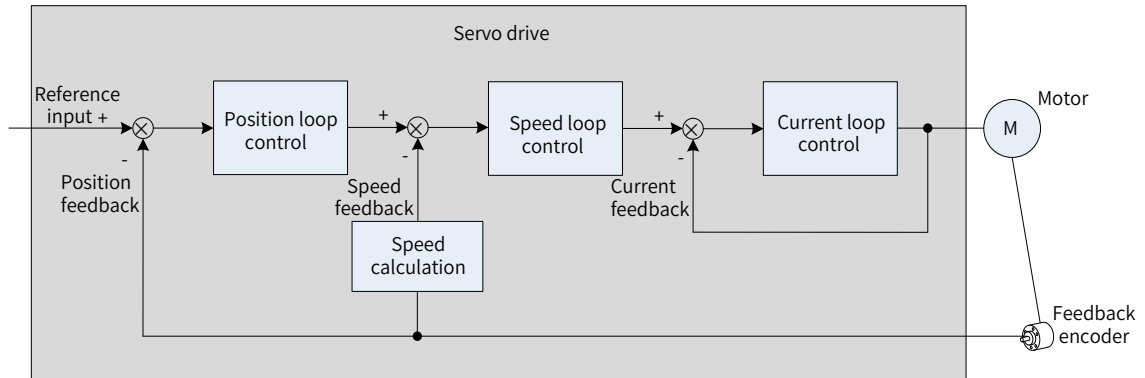 Servo drive
Reference
input +
Position loop
control
+
Speed loop
control
+
Current loop
control
Motor
M
-
Position
feedback
-
Speed
feedback
-
Current
feedback
Speed
calculation
Feedback
encoder